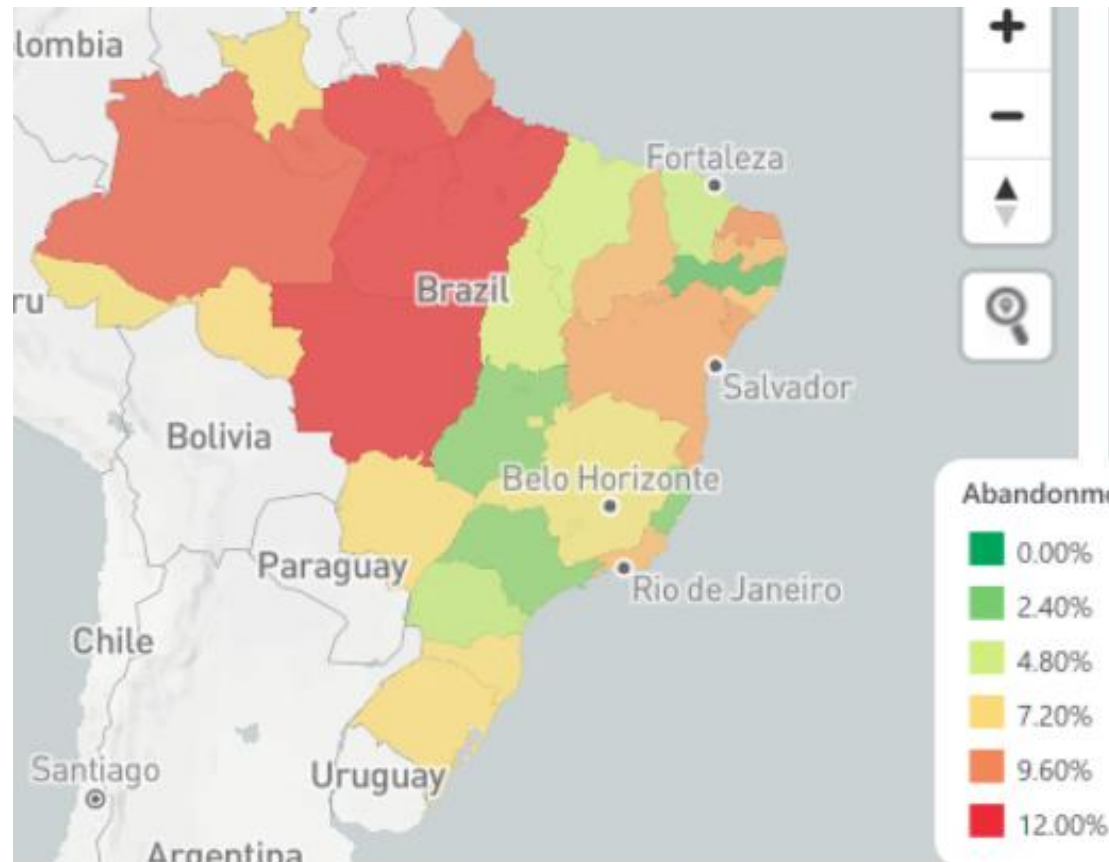 lombia
Fortaleza
Brazil
ru
Salvador
Bolivia
Belo Horizonte
Paraguay
Rio de Janeiro
Chile
Santiago
Uruguay
Argentina
+
−
Abandonme
0.00%
2.40%
4.80%
7.20%
9.60%
12.00%